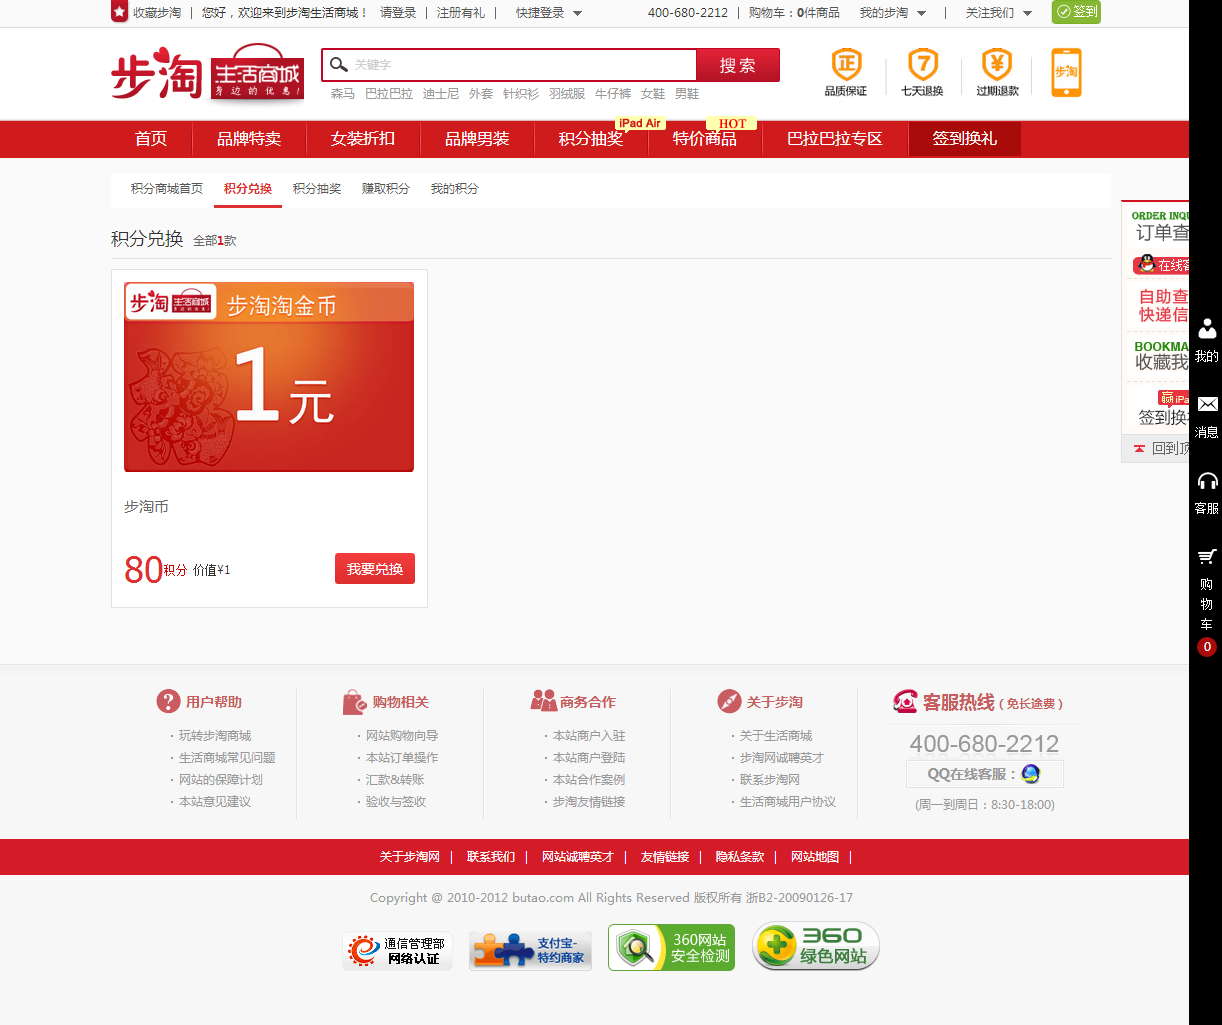 收藏步淘 | 您好，欢迎来到步淘生活商城！ 请登录 | 注册有礼 | 快捷登录 400-680-2212 | 购物车：0件商品 我的步淘 | 关注我们 签到
步淘 生活商城 身边的优惠！
关键字 搜索
森马 巴拉巴拉 迪士尼 外套 针织衫 羽绒服 牛仔裤 女鞋 男鞋
正 7 ¥ 步淘
品质保证 七天退换 过期退款
iPad Air HOT
首页 品牌特卖 女装折扣 品牌男装 积分抽奖 特价商品 巴拉巴拉专区 签到换礼
积分商城首页 积分兑换 积分抽奖 赚取积分 我的积分
积分兑换 全部1款
步淘 生活商城 身边的优惠！ 步淘淘金币
1元
步淘币
80积分 价值¥1 我要兑换
ORDER INQU
订单查
在线客
自助查
快递信
BOOKMA
收藏我
赢iPa
签到换
回到顶
我的
消息
客服
购
物
车
0
用户帮助
玩转步淘商城
生活商城常见问题
网站的保障计划
本站意见建议
购物相关
网站购物向导
本站订单操作
汇款&转账
验收与签收
商务合作
本站商户入驻
本站商户登陆
本站合作案例
步淘友情链接
关于步淘
关于生活商城
步淘网诚聘英才
联系步淘网
生活商城用户协议
客服热线（免长途费）
400-680-2212
QQ在线客服：
(周一到周日：8:30-18:00)
关于步淘网 | 联系我们 | 网站诚聘英才 | 友情链接 | 隐私条款 | 网站地图 |
Copyright @ 2010-2012 butao.com All Rights Reserved 版权所有 浙B2-20090126-17
通信管理部
网络认证
支付宝-
特约商家
360网站
安全检测
360
绿色网站